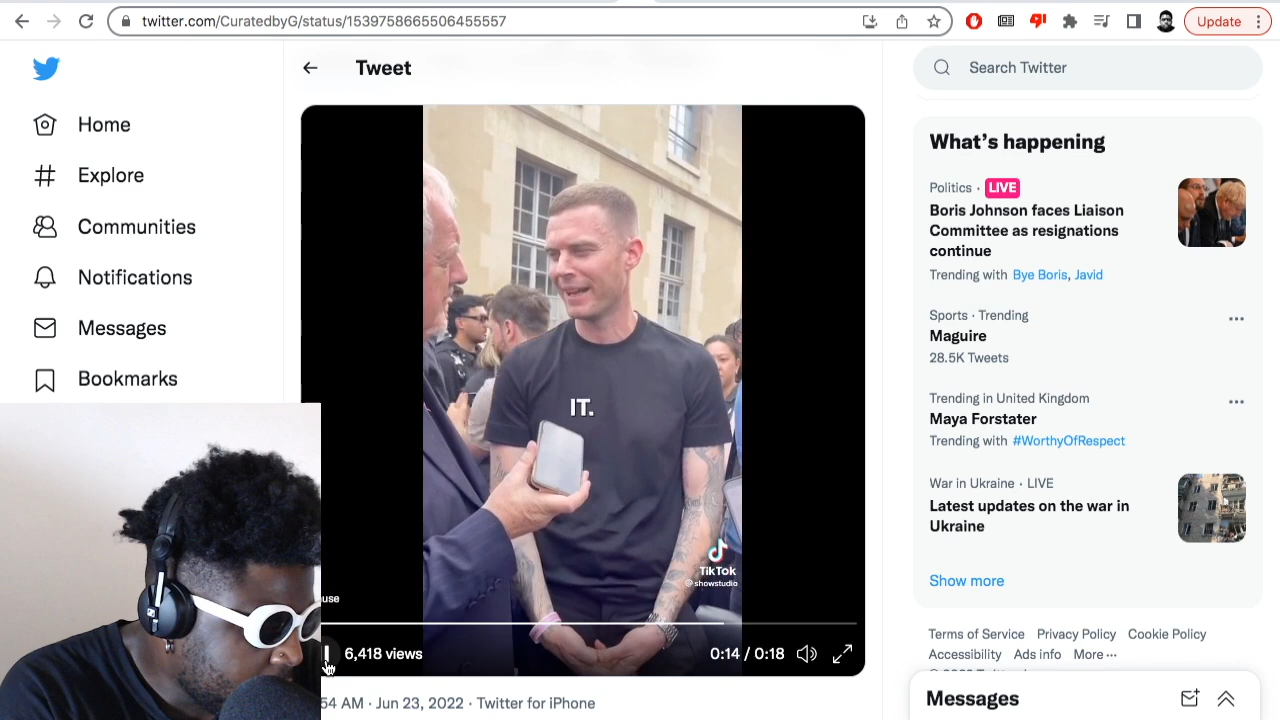 twitter.com/CuratedbyG/status/1539758665506455557
Update
Tweet
Search Twitter
Home
Explore
Communities
Notifications
Messages
Bookmarks
IT.
TikTok
@showstudio
use
6,418 views
0:14 / 0:18
54 AM · Jun 23, 2022 · Twitter for iPhone
What's happening
Politics · LIVE
Boris Johnson faces Liaison
Committee as resignations
continue
Trending with Bye Boris, Javid
Sports · Trending
Maguire
28.5K Tweets
Trending in United Kingdom
Maya Forstater
Trending with #WorthyOfRespect
War in Ukraine · LIVE
Latest updates on the war in
Ukraine
Show more
Terms of Service Privacy Policy Cookie Policy
Accessibility Ads info More ···
Messages